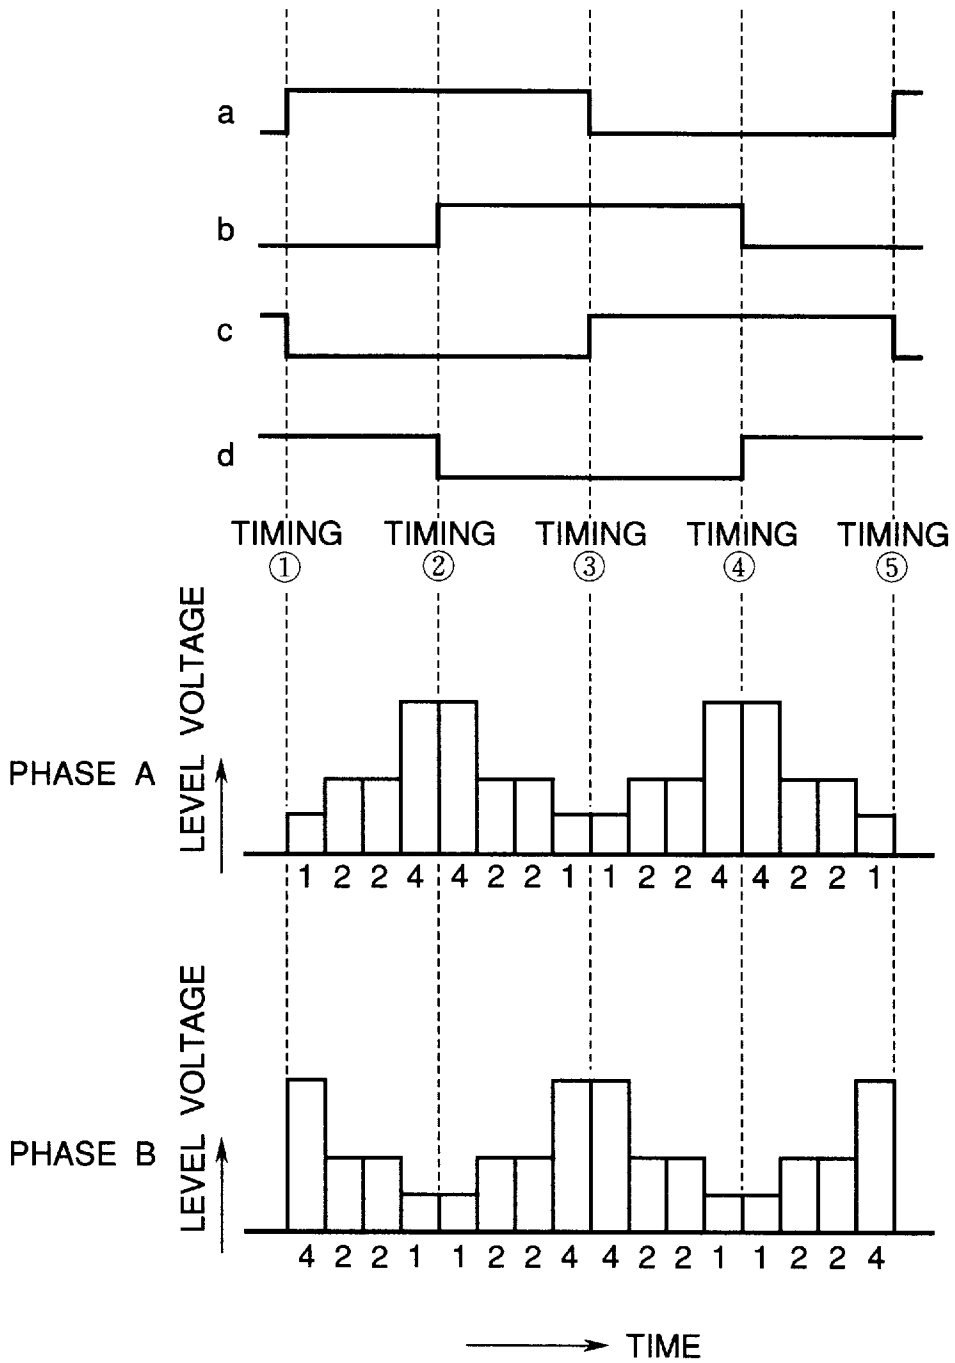 a
b
c
d
TIMING TIMING TIMING TIMING TIMING
① ② ③ ④ ⑤
LEVEL VOLTAGE
PHASE A
1 2 2 4 4 2 2 1 1 2 2 4 4 2 2 1
LEVEL VOLTAGE
PHASE B
4 2 2 1 1 2 2 4 4 2 2 1 1 2 2 4
TIME